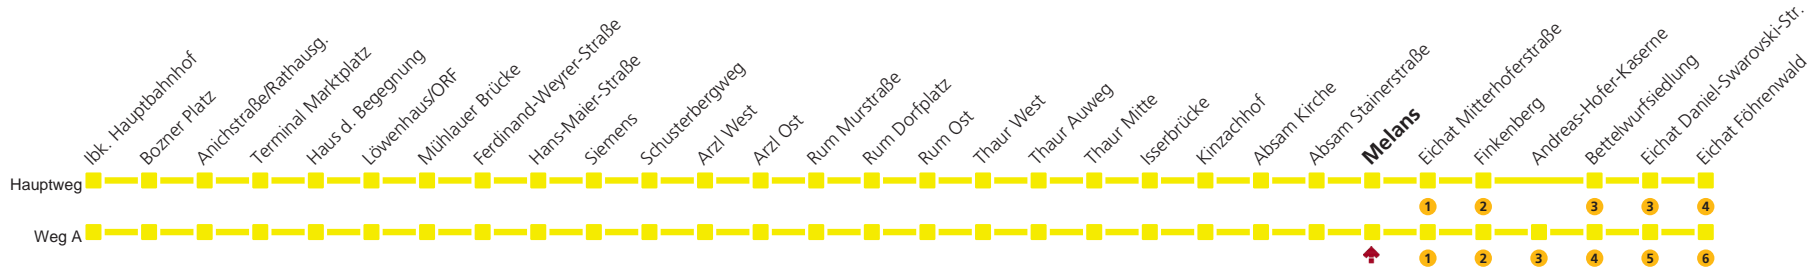 Ibk. Hauptbahnhof
Bozner Platz
Anichstraße/Rathausg.
Terminal Marktplatz
Haus d. Begegnung
Löwenhaus/ORF
Mühlauer Brücke
Ferdinand-Weyrer-Straße
Hans-Maier-Straße
Siemens
Schusterbergweg
Arzl West
Arzl Ost
Rum Murstraße
Rum Dorfplatz
Rum Ost
Thaur West
Thaur Auweg
Thaur Mitte
Isserbrücke
Kinzachhof
Absam Kirche
Absam Stainerstraße
Melans
Eichat Mitterhoferstraße
Finkenberg
Andreas-Hofer-Kaserne
Bettelwurfsiedlung
Eichat Daniel-Swarovski-Str.
Eichat Föhrenwald
Hauptweg
1 2 3 3 4
Weg A
1 2 3 4 5 6